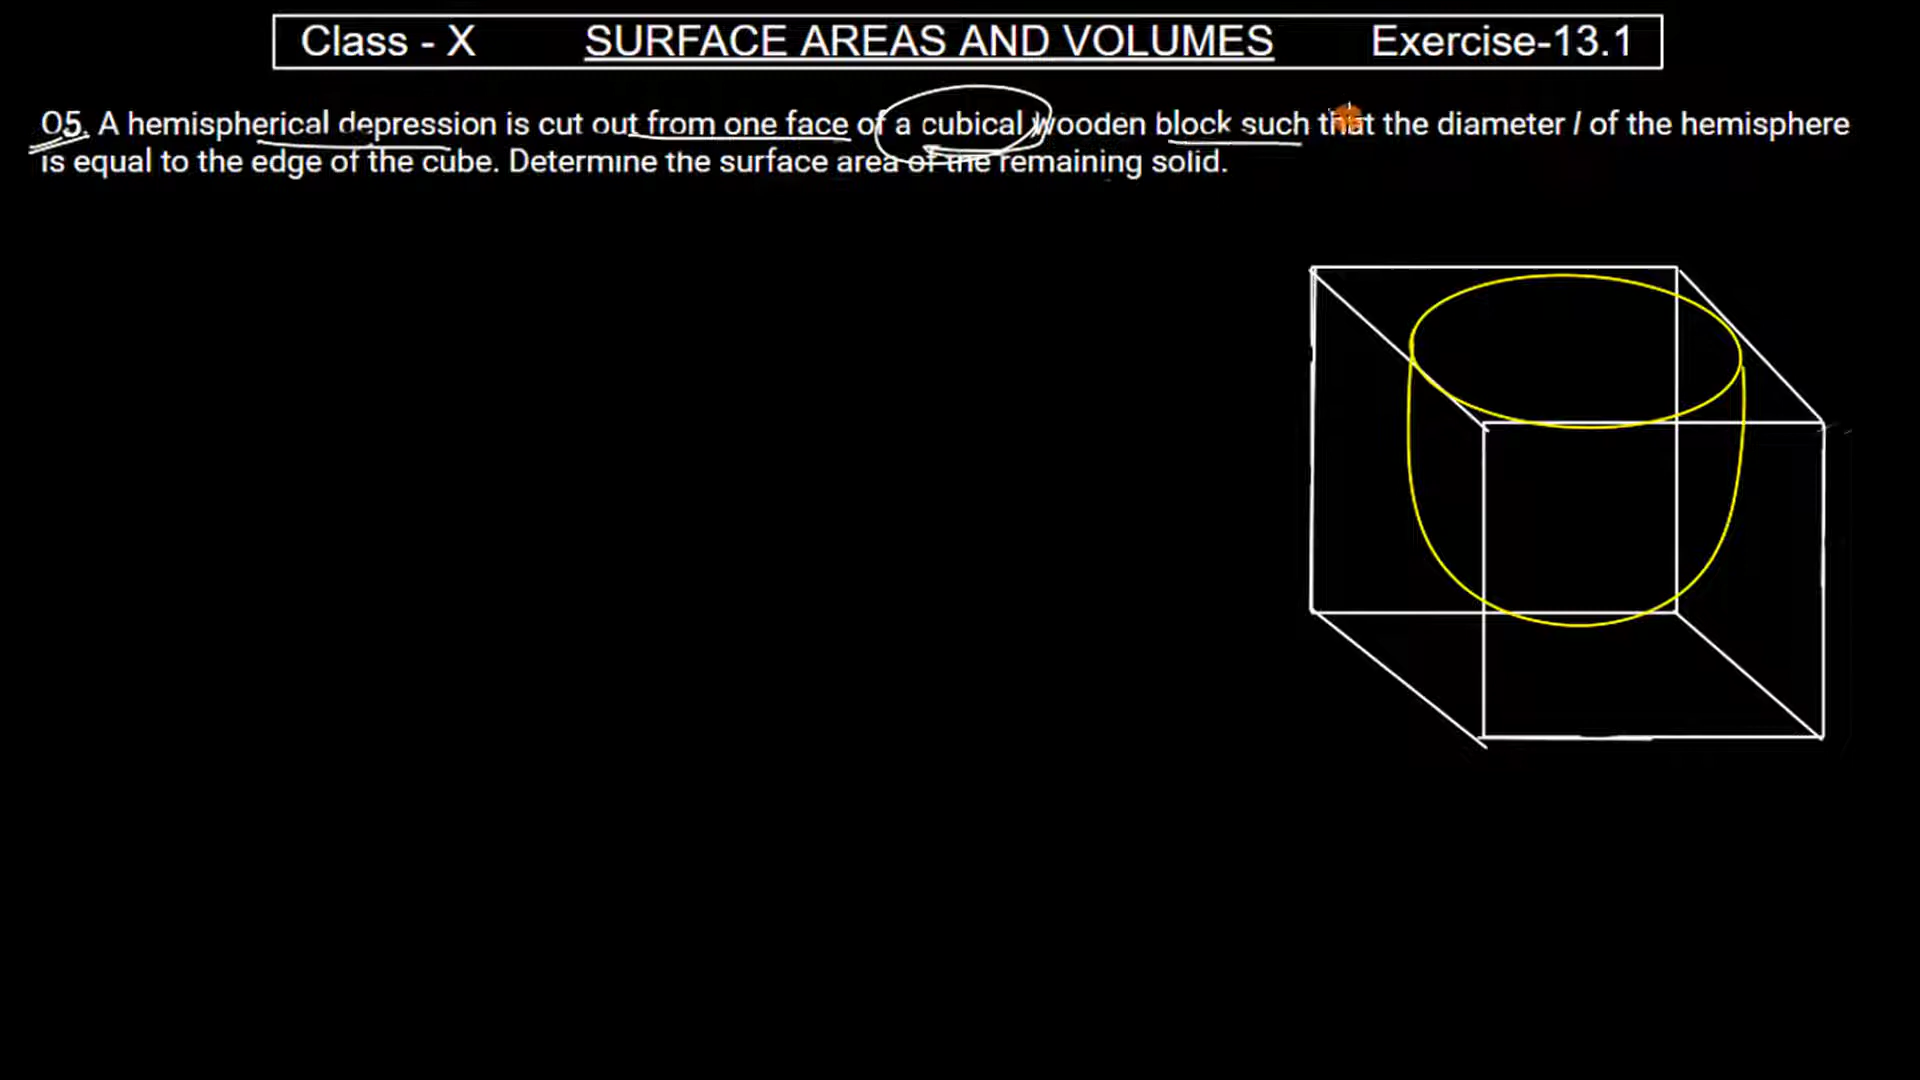 Class - X SURFACE AREAS AND VOLUMES Exercise-13.1
Q5. A hemispherical depression is cut out from one face of a cubical wooden block such that the diameter l of the hemisphere
is equal to the edge of the cube. Determine the surface area of the remaining solid.